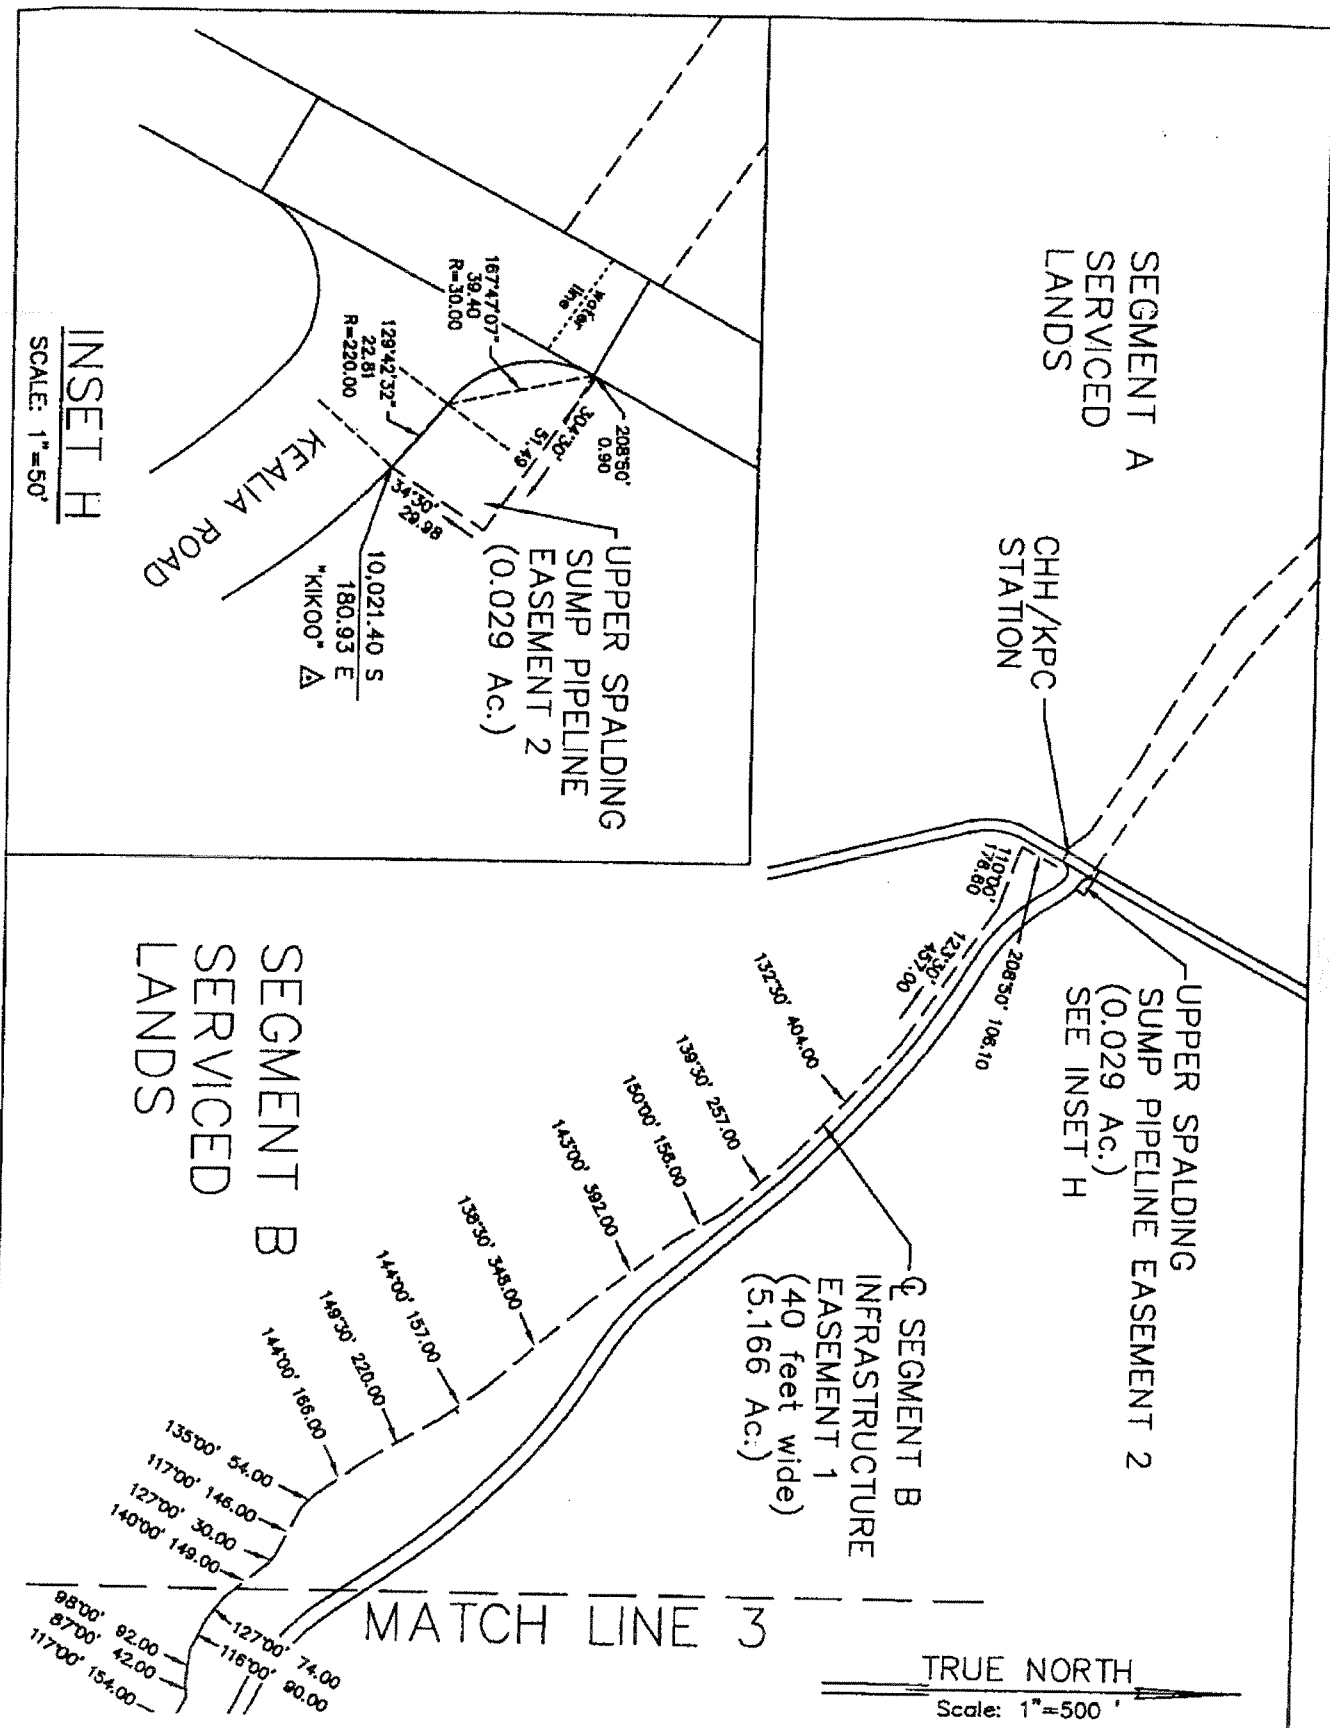 SEGMENT A
SERVICED
LANDS
CHH/KPC
STATION
UPPER SPALDING
SUMP PIPELINE EASEMENT 2
(0.029 Ac.)
SEE INSET H
110°00'
178.80
208°50' 106.10
123°30'
457.00
132°30' 404.00
139°30' 257.00
150°00' 156.00
143°00' 392.00
138°30' 348.00
144°00' 157.00
149°30' 220.00
144°00' 166.00
135°00' 54.00
117°00' 146.00
127°00' 30.00
140°00' 149.00
127°00' 74.00
116°00' 90.00
98°00' 92.00
87°00' 42.00
117°00' 154.00
℄ SEGMENT B
INFRASTRUCTURE
EASEMENT 1
(40 feet wide)
(5.166 Ac.)
SEGMENT B
SERVICED
LANDS
MATCH LINE 3
TRUE NORTH
Scale: 1"=500 '
water
line
167°47'07"
39.40
R=30.00
129°42'32"
22.81
R=220.00
208°50'
0.90
304°30'
51.49
34°30'
29.98
UPPER SPALDING
SUMP PIPELINE
EASEMENT 2
(0.029 Ac.)
10,021.40 S
180.93 E
"KIKOO"
KEALIA ROAD
INSET H
SCALE: 1"=50'